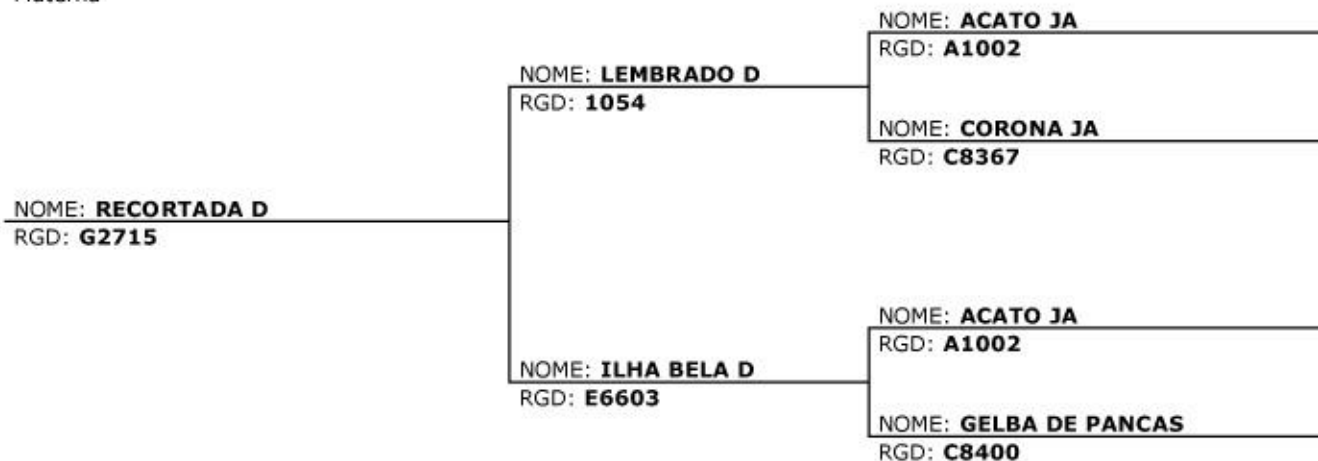 Materna
NOME: ACATO JA
RGD: A1002
NOME: LEMBRADO D
RGD: 1054
NOME: CORONA JA
RGD: C8367
NOME: RECORTADA D
RGD: G2715
NOME: ACATO JA
RGD: A1002
NOME: ILHA BELA D
RGD: E6603
NOME: GELBA DE PANCAS
RGD: C8400